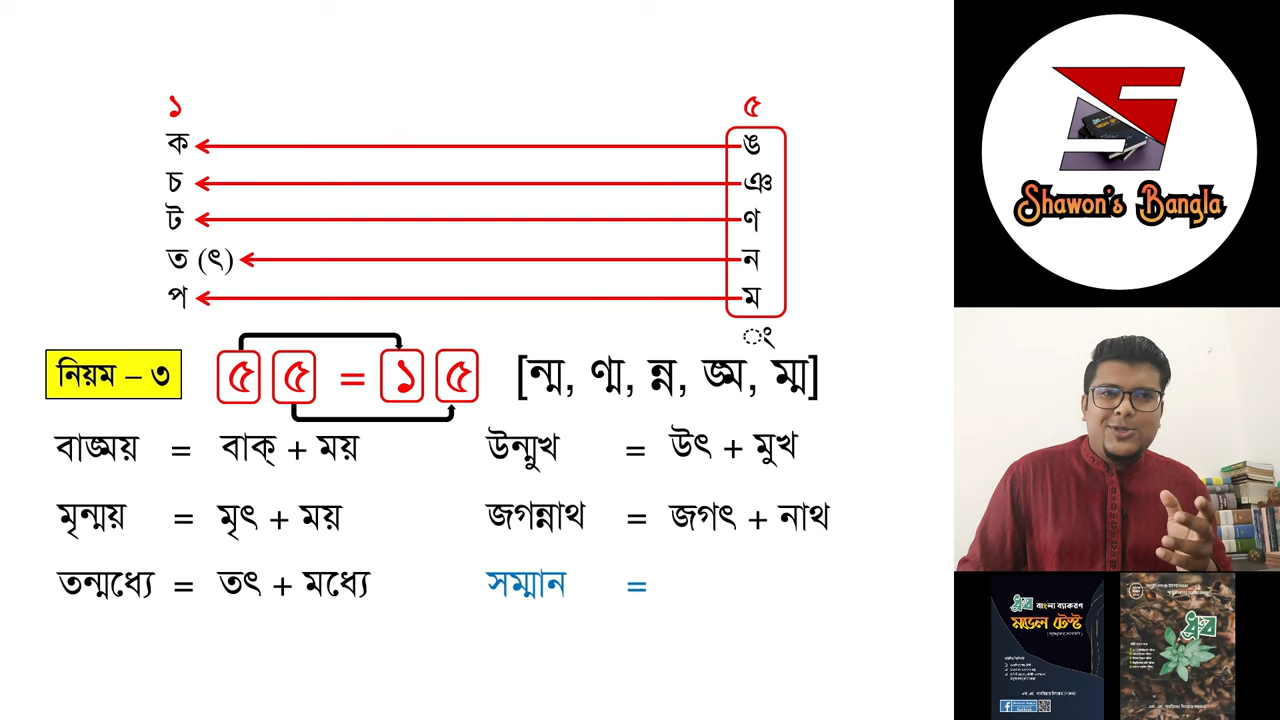 ১ ৫
ক ঙ
চ ঞ
ট ণ
ত (ৎ) ন
প ম
ং
নিয়ম – ৩ ৫ ৫ = ১ ৫ [ন্ম, ণ্ম, ন্ন, ঙ্ম, ম্ম]
বাঙ্ময় = বাক্ + ময় উন্মুখ = উৎ + মুখ
মৃন্ময় = মৃৎ + ময় জগন্নাথ = জগৎ + নাথ
তন্মধ্যে = তৎ + মধ্যে সম্মান =
Shawon's Bangla
বাংলা ব্যাকরণ
মডেল টেস্ট